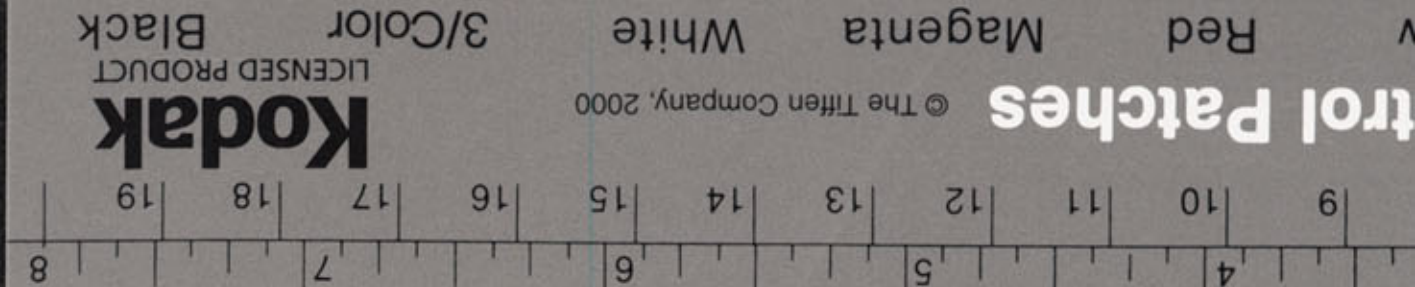 4 5 6 7 8
9 10 11 12 13 14 15 16 17 18 19
trol Patches © The Tiffen Company, 2000 Kodak
LICENSED PRODUCT
Red Magenta White 3/Color Black